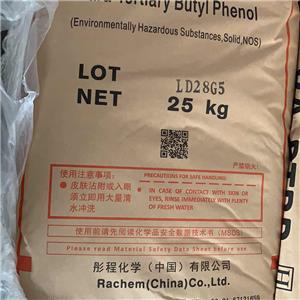 Tertiary Butyl Phenol
(Environmentally Hazardous Substances,Solid,NOS)
LOT LD28G5
NET 25 kg
严禁烟火!
使用注意事项! PRECAUTIONS FOR SAFE HANDLING
皮肤沾附或入眼
须立即用大量清
水冲洗
IN CASE OF CONTACT WITH SKIN OR
EYES, RINSE IMMEDIATELY WITH PLENTY
OF FRESH WATER
使用前请先阅读化学品安全数据技术书（MSDS）
Please read Material Safety Data Sheet before use
彤程化学（中国）有限公司
Rachem(China)Co.,Ltd